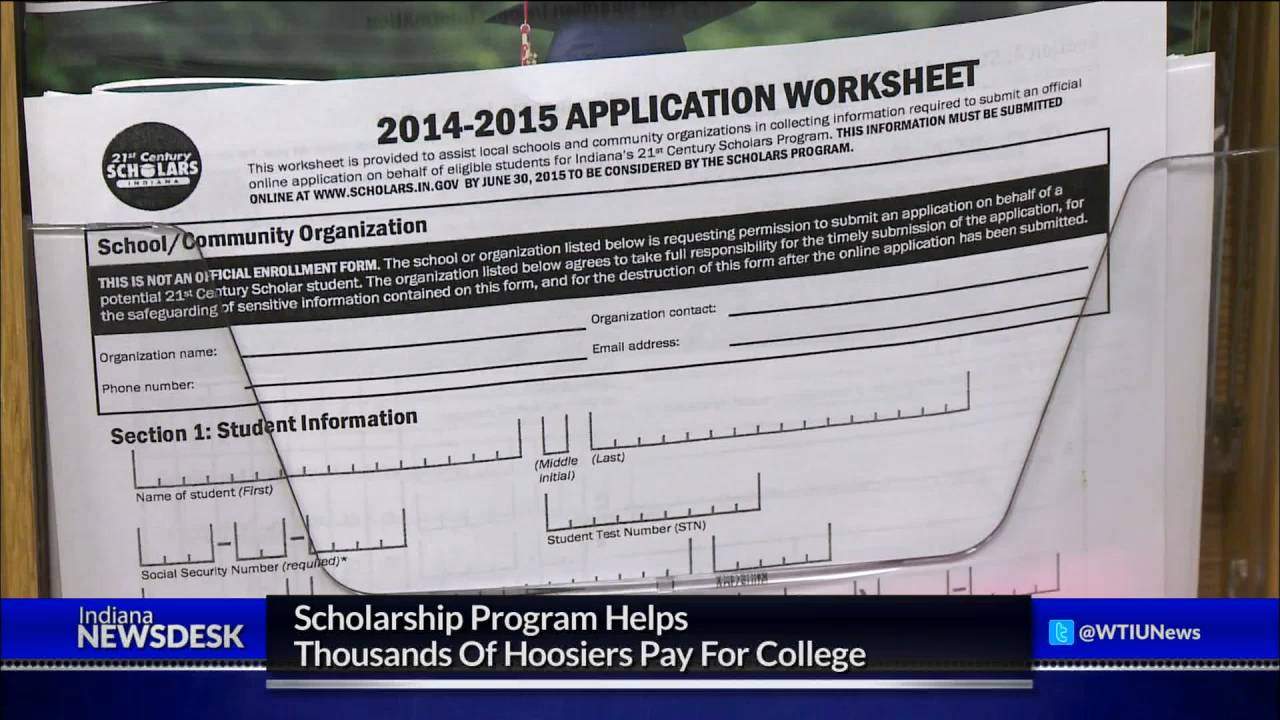 2014-2015 APPLICATION WORKSHEET
21st Century
SCHOLARS
INDIANA
This worksheet is provided to assist local schools and community organizations in collecting information required to submit an official
online application on behalf of eligible students for Indiana's 21st Century Scholars Program. THIS INFORMATION MUST BE SUBMITTED
ONLINE AT WWW.SCHOLARS.IN.GOV BY JUNE 30, 2015 TO BE CONSIDERED BY THE SCHOLARS PROGRAM.
School/Community Organization
THIS IS NOT AN OFFICIAL ENROLLMENT FORM. The school or organization listed below is requesting permission to submit an application on behalf of a
potential 21st Century Scholar student. The organization listed below agrees to take full responsibility for the timely submission of the application, for
the safeguarding of sensitive information contained on this form, and for the destruction of this form after the online application has been submitted.
Organization name:
Organization contact:
Phone number:
Email address:
Section 1: Student Information
Name of student (First)
(Middle
initial)
(Last)
Social Security Number (required)*
Student Test Number (STN)
Indiana
NEWSDESK
Scholarship Program Helps
Thousands Of Hoosiers Pay For College
@WTIUNews